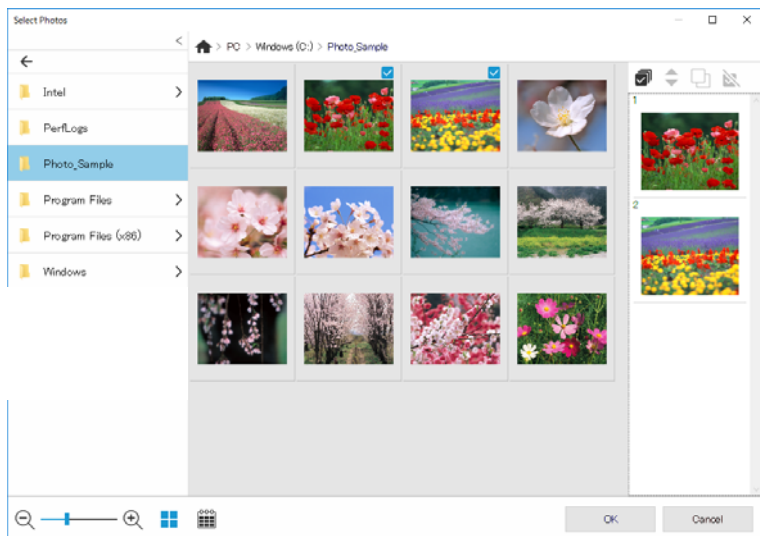 Select Photos
<
> PC > Windows (C:) > Photo_Sample
Intel >
PerfLogs
Photo_Sample
Program Files >
Program Files (x86) >
Windows >
1
2
OK
Cancel